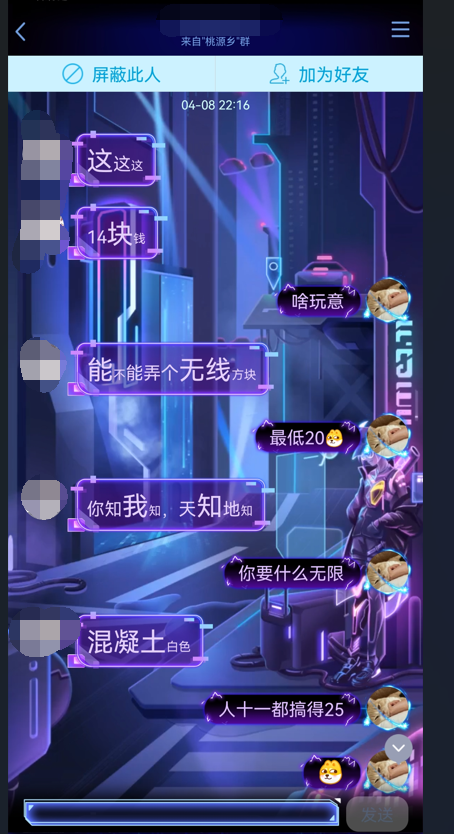 来自"桃源乡"群
屏蔽此人
加为好友
04-08 22:16
这这这
14块钱
啥玩意
能不能弄个无线方块
最低20
你知我知，天知地知
你要什么无限
混凝土白色
人十一都搞得25
发送